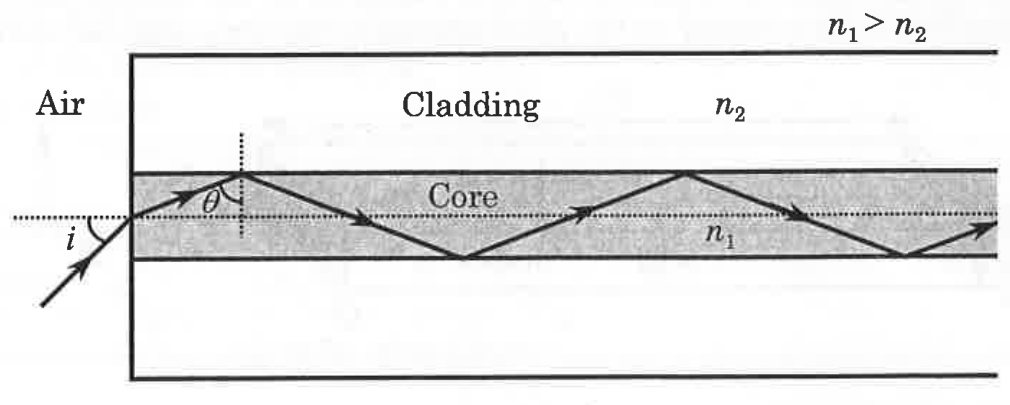 n₁ > n₂
Air
Cladding
n₂
θ
Core
i
n₁